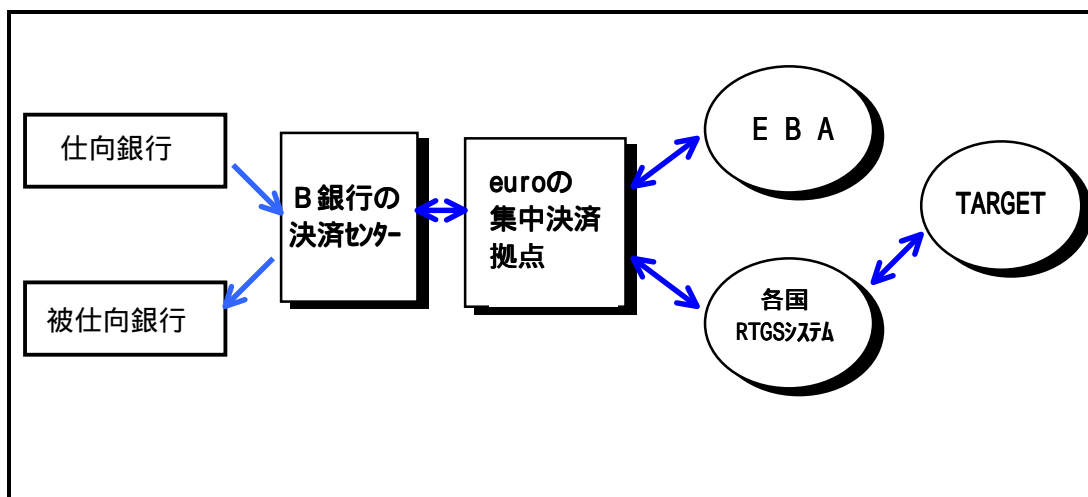 仕向銀行
被仕向銀行
B銀行の
決済ｾﾝﾀｰ
euroの
集中決済
拠点
E B A
各国
RTGSｼｽﾃﾑ
TARGET